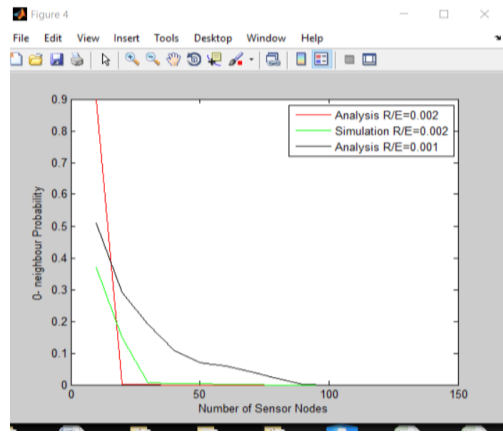 Figure 4
File Edit View Insert Tools Desktop Window Help
0.9
0.8
0.7
0.6
0.5
0.4
0.3
0.2
0.1
0
0- neighbour Probability
Analysis R/E=0.002
Simulation R/E=0.002
Analysis R/E=0.001
0 50 100 150
Number of Sensor Nodes